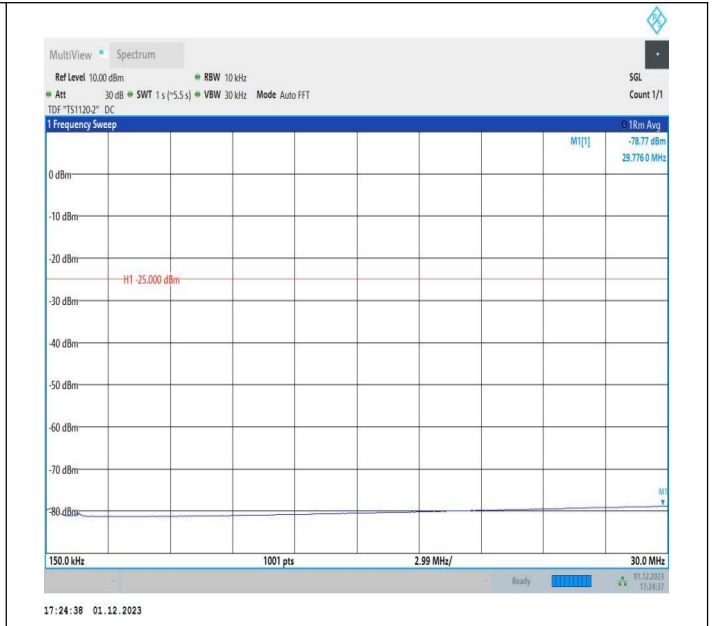 R S
MultiView Spectrum
Ref Level 10.00 dBm RBW 10 kHz SGL
Att 30 dB SWT 1 s (~5.5 s) VBW 30 kHz Mode Auto FFT Count 1/1
TDF "TS1120-2" DC
1 Frequency Sweep 1Rm Avg
M1[1] -78.77 dBm
29.776 0 MHz
0 dBm
-10 dBm
-20 dBm
H1 -25.000 dBm
-30 dBm
-40 dBm
-50 dBm
-60 dBm
-70 dBm
M1
-80 dBm
150.0 kHz 1001 pts 2.99 MHz/ 30.0 MHz
Ready 01.12.2023
17:24:37
17:24:38 01.12.2023